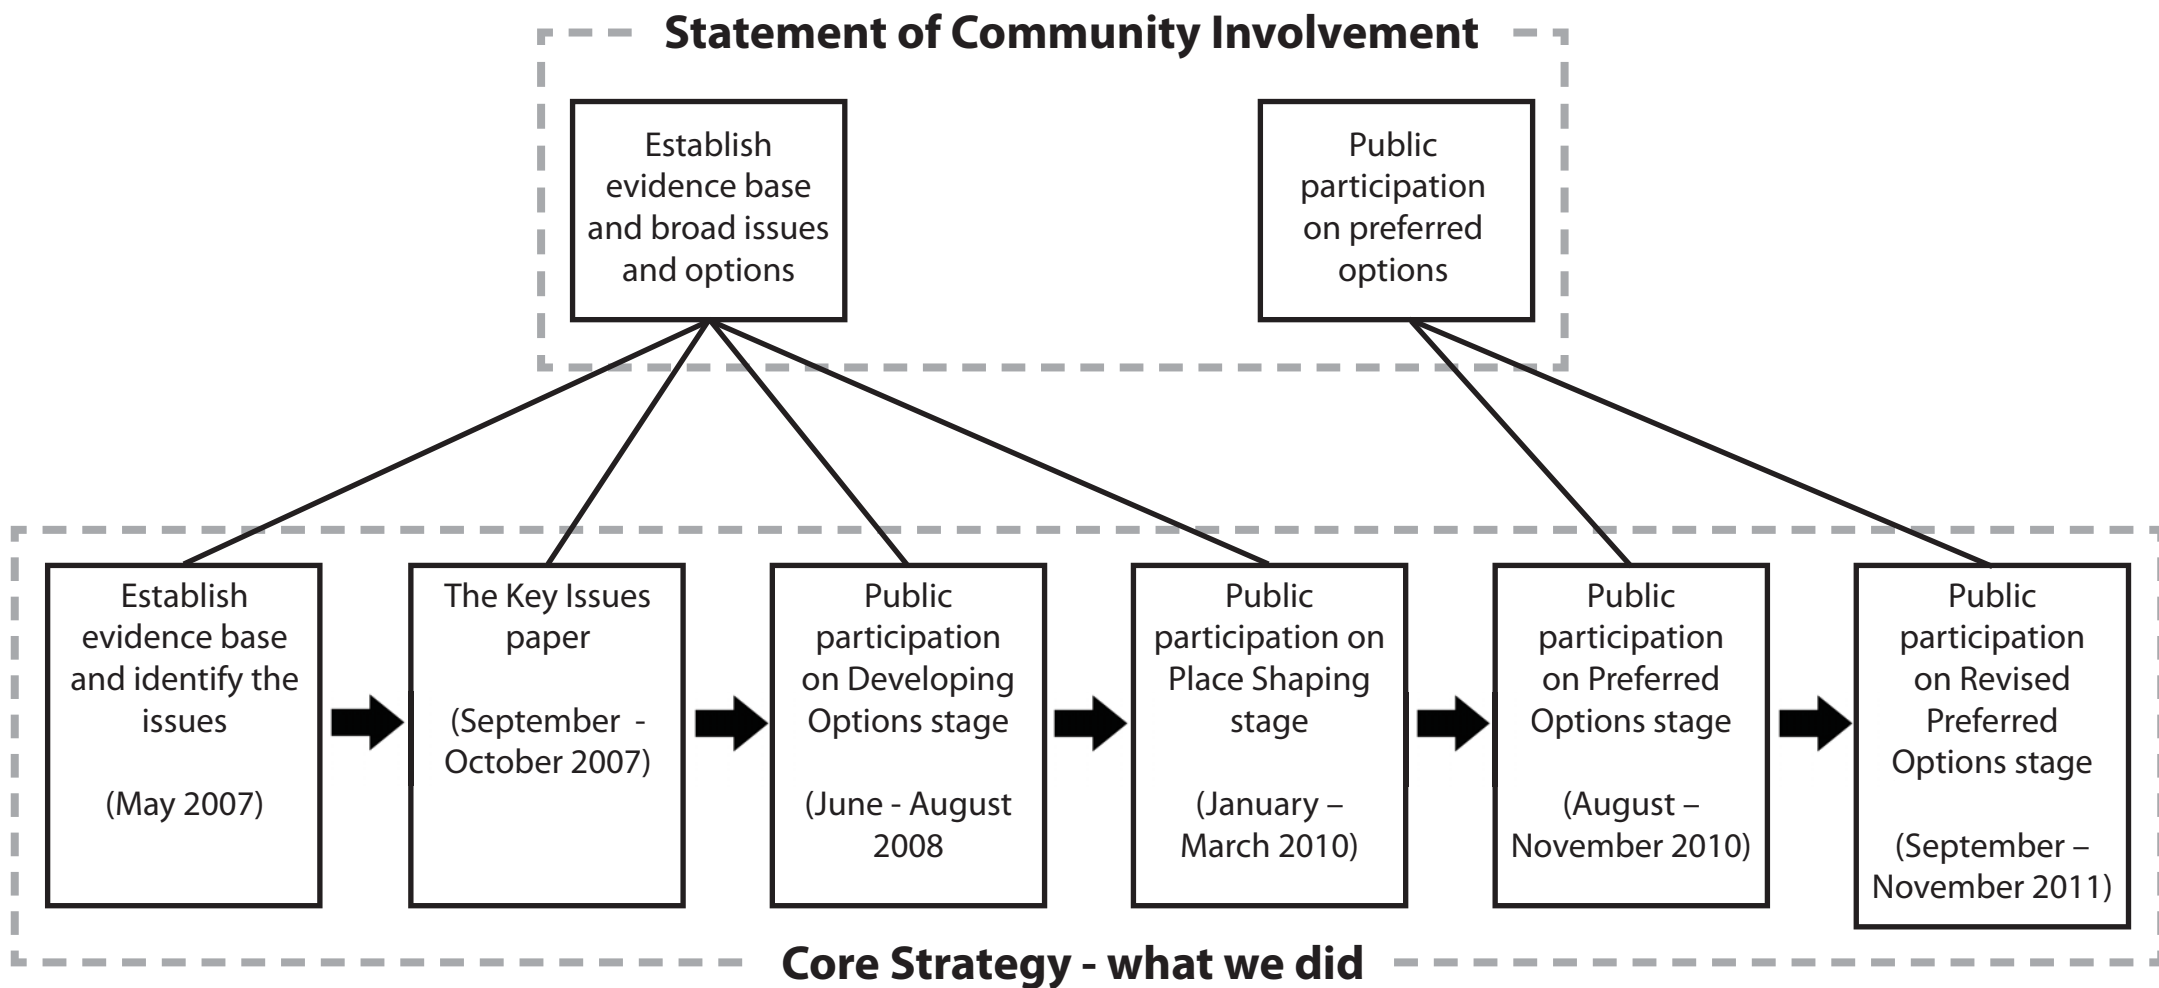 Statement of Community Involvement
Establish
evidence base
and broad issues
and options
Public
participation
on preferred
options
Establish
evidence base
and identify the
issues
(May 2007)
The Key Issues
paper
(September  -
October 2007)
Public
participation
on Developing
Options stage
(June - August
2008
Public
participation on
Place Shaping
stage
(January –
March 2010)
Public
participation
on Preferred
Options stage
(August –
November 2010)
Public
participation
on Revised
Preferred
Options stage
(September –
November 2011)
Core Strategy - what we did